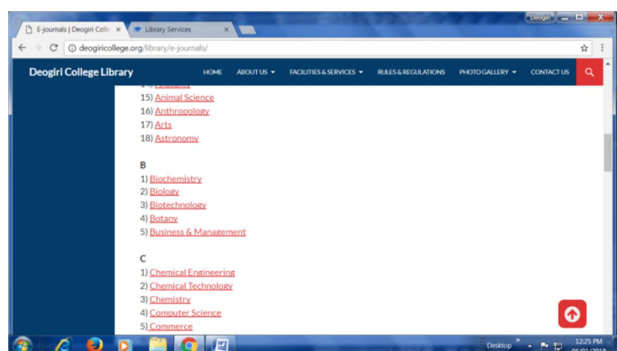 Deogiri
E-journals | Deogiri Colle
Library Services
deogiricollege.org/library/e-journals/
Deogiri College Library
HOME ABOUT US FACILITIES & SERVICES RULES & REGULATIONS PHOTO GALLERY CONTACT US
15) Animal Science
16) Anthropology
17) Arts
18) Astronomy
B
1) Biochemistry
2) Biology
3) Biotechnology
4) Botany
5) Business & Management
C
1) Chemical Engineering
2) Chemical Technology
3) Chemistry
4) Computer Science
5) Commerce
Desktop
12:25 PM